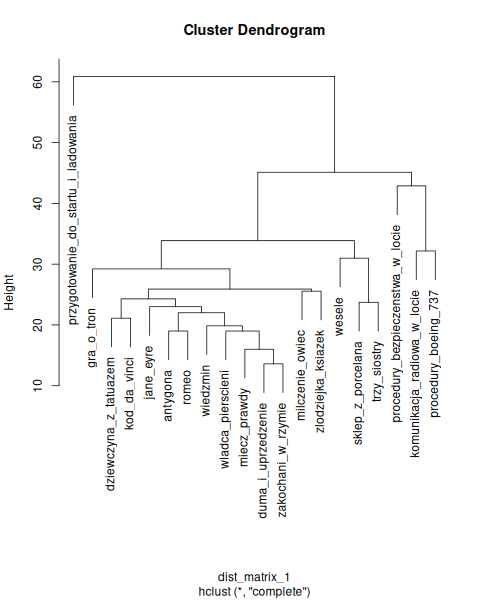 Cluster Dendrogram
Height
60
50
40
30
20
10
przygotowanie_do_startu_i_ladowania
gra_o_tron
dziewczyna_z_tatuazem
kod_da_vinci
jane_eyre
antygona
romeo
wiedzmin
wladca_pierscieni
miecz_prawdy
duma_i_uprzedzenie
zakochani_w_rzymie
milczenie_owiec
zlodziejka_ksiazek
wesele
sklep_z_porcelana
trzy_siostry
procedury_bezpieczenstwa_w_locie
komunikacja_radiowa_w_locie
procedury_boeing_737
dist_matrix_1
hclust (*, "complete")